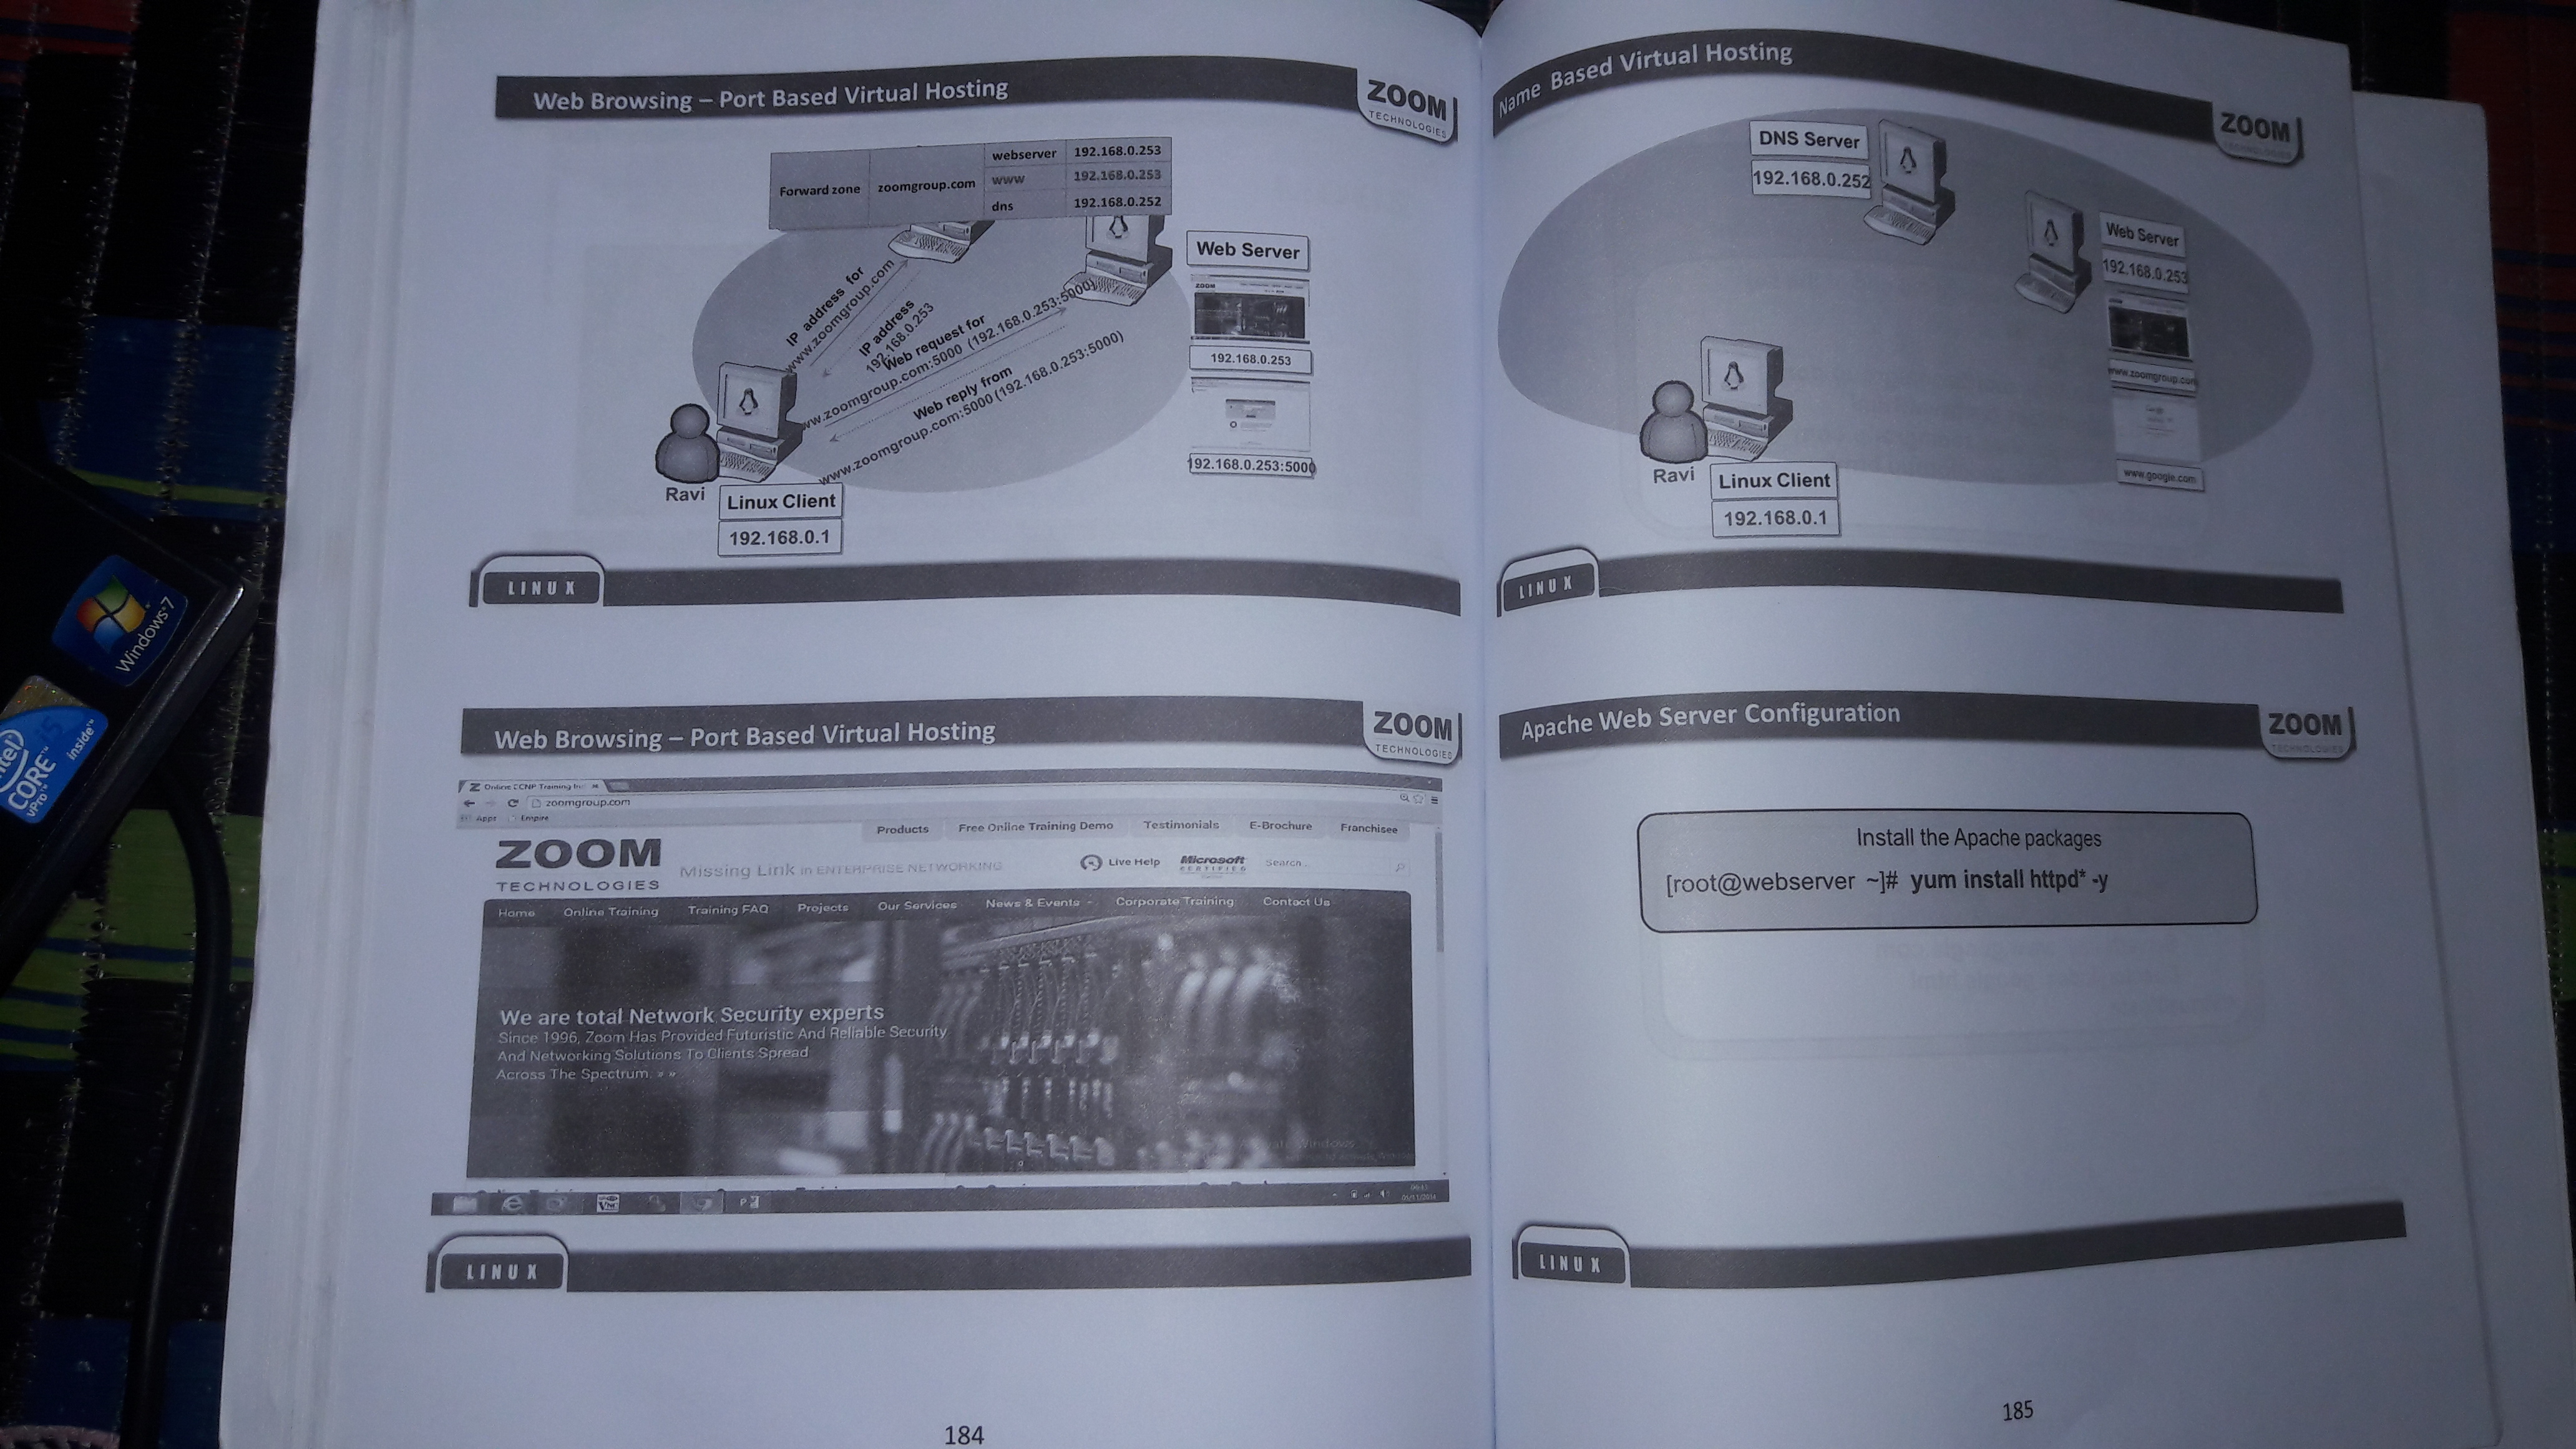 Web Browsing – Port Based Virtual Hosting
ZOOM
TECHNOLOGIES
Forward zone
zoomgroup.com
webserver 192.168.0.253
www 192.168.0.253
dns 192.168.0.252
Web Server
192.168.0.253
192.168.0.253:5000
IP address for
www.zoomgroup.com
IP address
192.168.0.253
Web request for
www.zoomgroup.com:5000 (192.168.0.253:5000)
Web reply from
www.zoomgroup.com:5000 (192.168.0.253:5000)
Ravi
Linux Client
192.168.0.1
LINUX
Web Browsing – Port Based Virtual Hosting
ZOOM
TECHNOLOGIES
Online CCNP Training
zoomgroup.com
Apps Empire
Products Free Online Training Demo Testimonials E-Brochure Franchisee
ZOOM
TECHNOLOGIES
Missing Link in ENTERPRISE NETWORKING
Live Help
Microsoft
CERTIFIED
Search...
Home Online Training Training FAQ Projects Our Services News & Events Corporate Training Contact Us
We are total Network Security experts
Since 1996, Zoom Has Provided Futuristic And Reliable Security
And Networking Solutions To Clients Spread
Across The Spectrum. » »
LINUX
184
Name Based Virtual Hosting
ZOOM
TECHNOLOGIES
DNS Server
192.168.0.252
Web Server
192.168.0.253
www.zoomgroup.com
www.google.com
Ravi
Linux Client
192.168.0.1
LINUX
Apache Web Server Configuration
ZOOM
TECHNOLOGIES
Install the Apache packages
[root@webserver ~]# yum install httpd* -y
LINUX
185
Windows 7
intel
CORE i5
inside
vPro